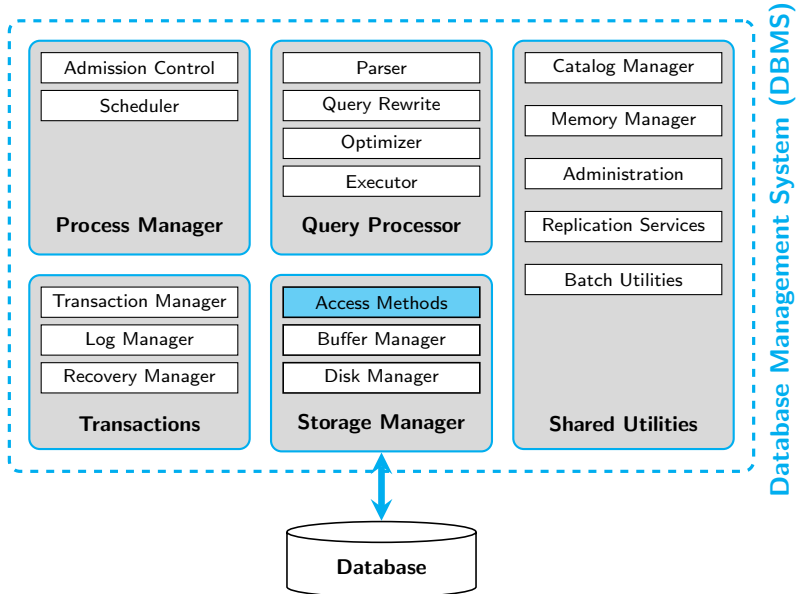 Admission Control
Scheduler
Process Manager
Parser
Query Rewrite
Optimizer
Executor
Query Processor
Catalog Manager
Memory Manager
Administration
Replication Services
Batch Utilities
Shared Utilities
Transaction Manager
Log Manager
Recovery Manager
Transactions
Access Methods
Buffer Manager
Disk Manager
Storage Manager
Database
Database Management System (DBMS)